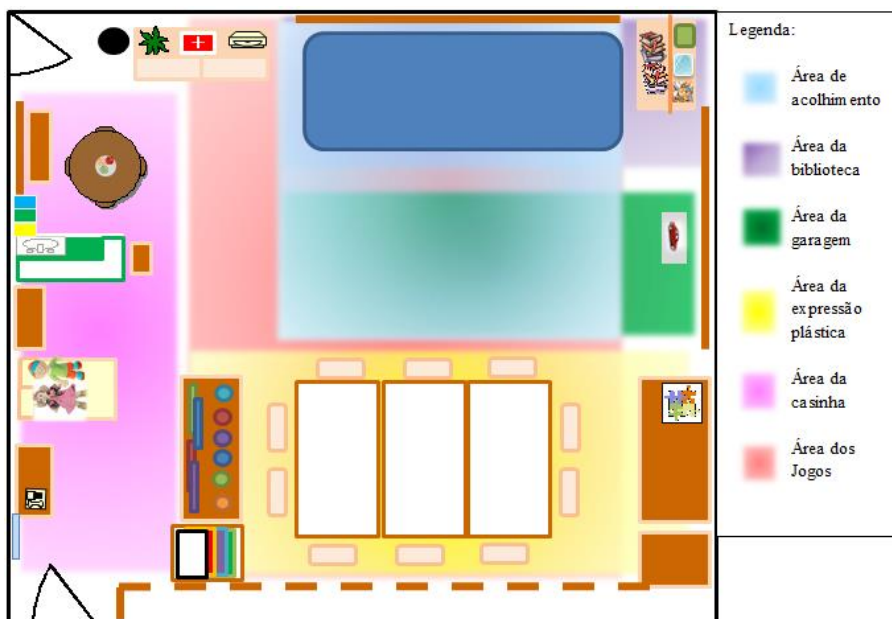 Legenda:
Área de
acolhimento
Área da
biblioteca
Área da
garagem
Área da
expressão
plástica
Área da
casinha
Área dos
Jogos